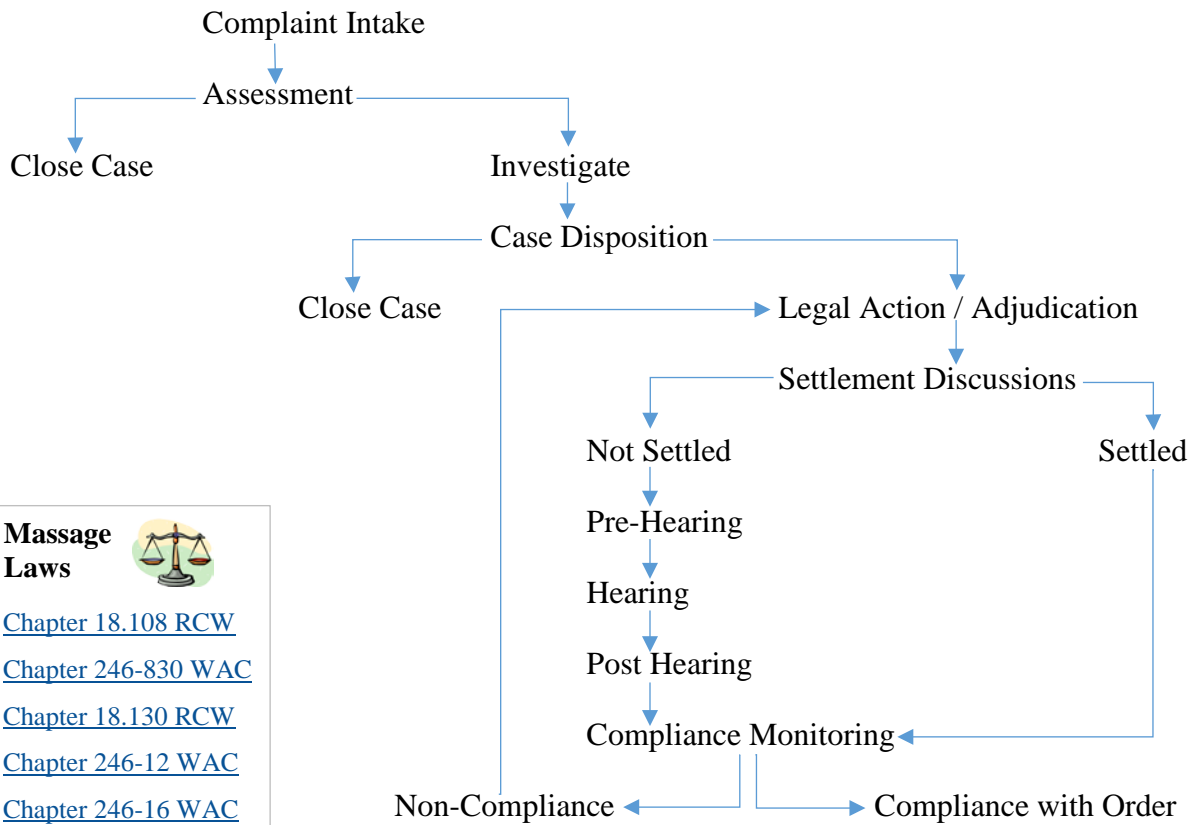 Complaint Intake
Assessment
Close Case
Investigate
Case Disposition
Close Case
Legal Action / Adjudication
Settlement Discussions
Not Settled
Settled
Pre-Hearing
Hearing
Post Hearing
Compliance Monitoring
Non-Compliance
Compliance with Order
Massage
Laws
Chapter 18.108 RCW
Chapter 246-830 WAC
Chapter 18.130 RCW
Chapter 246-12 WAC
Chapter 246-16 WAC